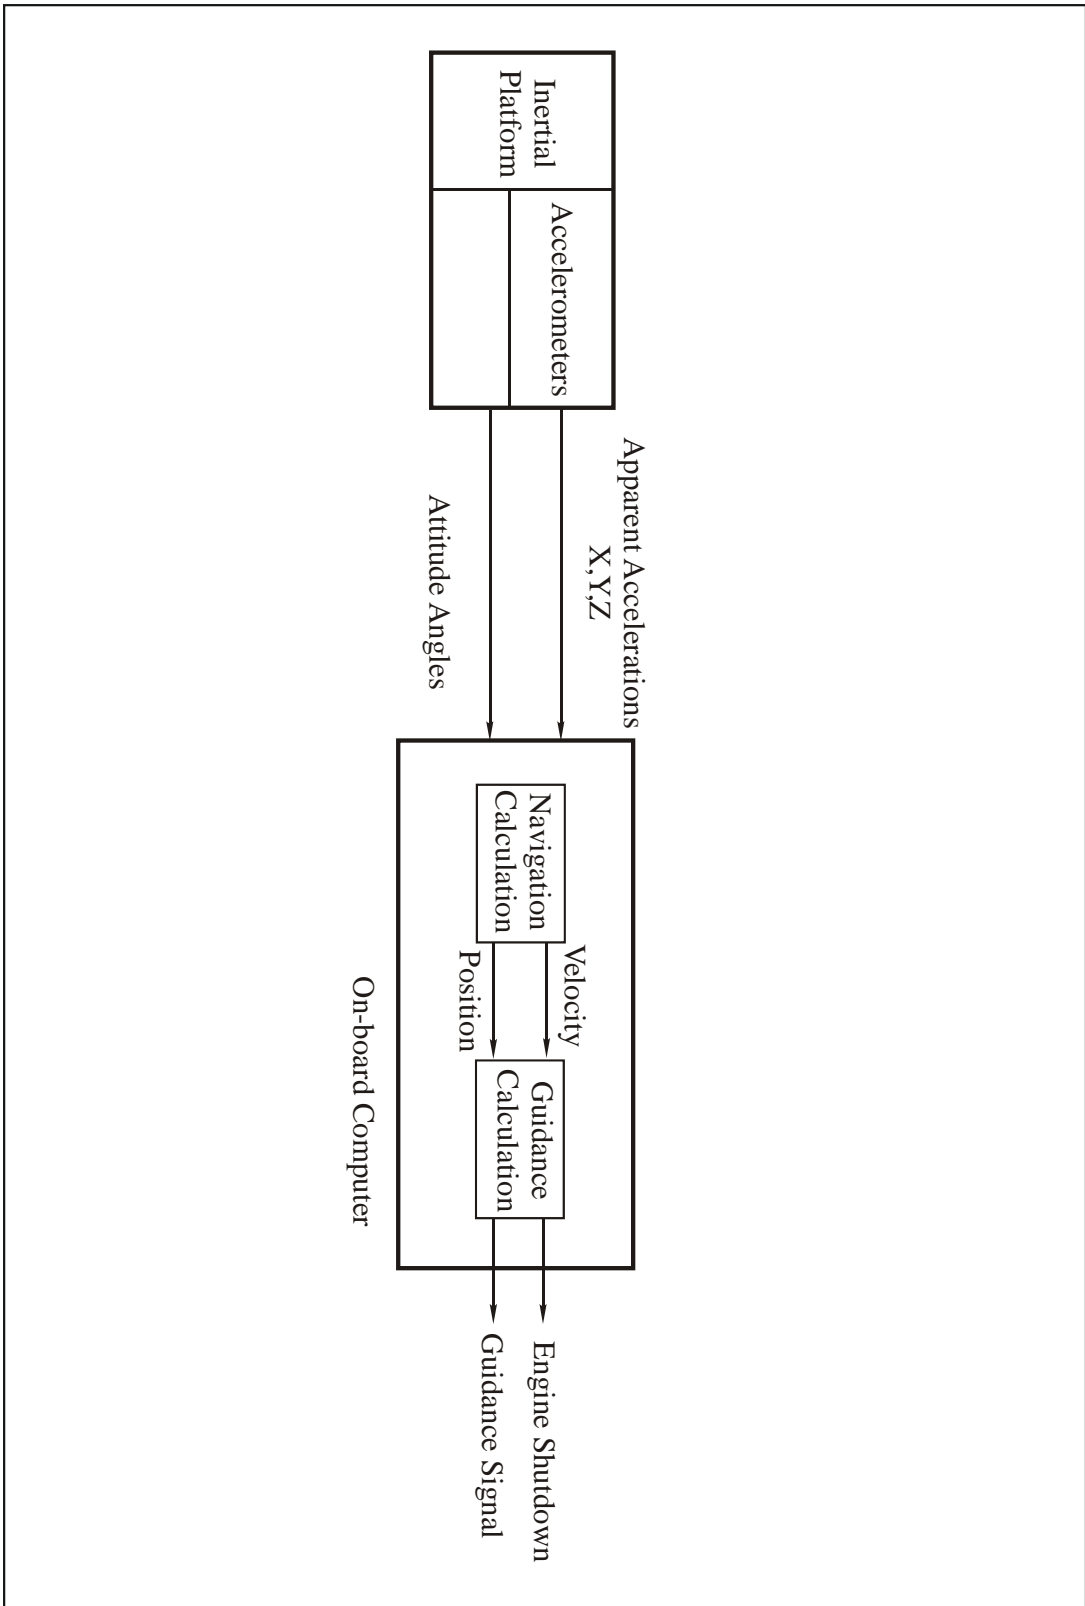 Inertial
Platform
Accelerometers
Apparent Accelerations
X,Y,Z
Attitude Angles
Navigation
Calculation
Velocity
Position
Guidance
Calculation
On-board Computer
Engine Shutdown
Guidance Signal